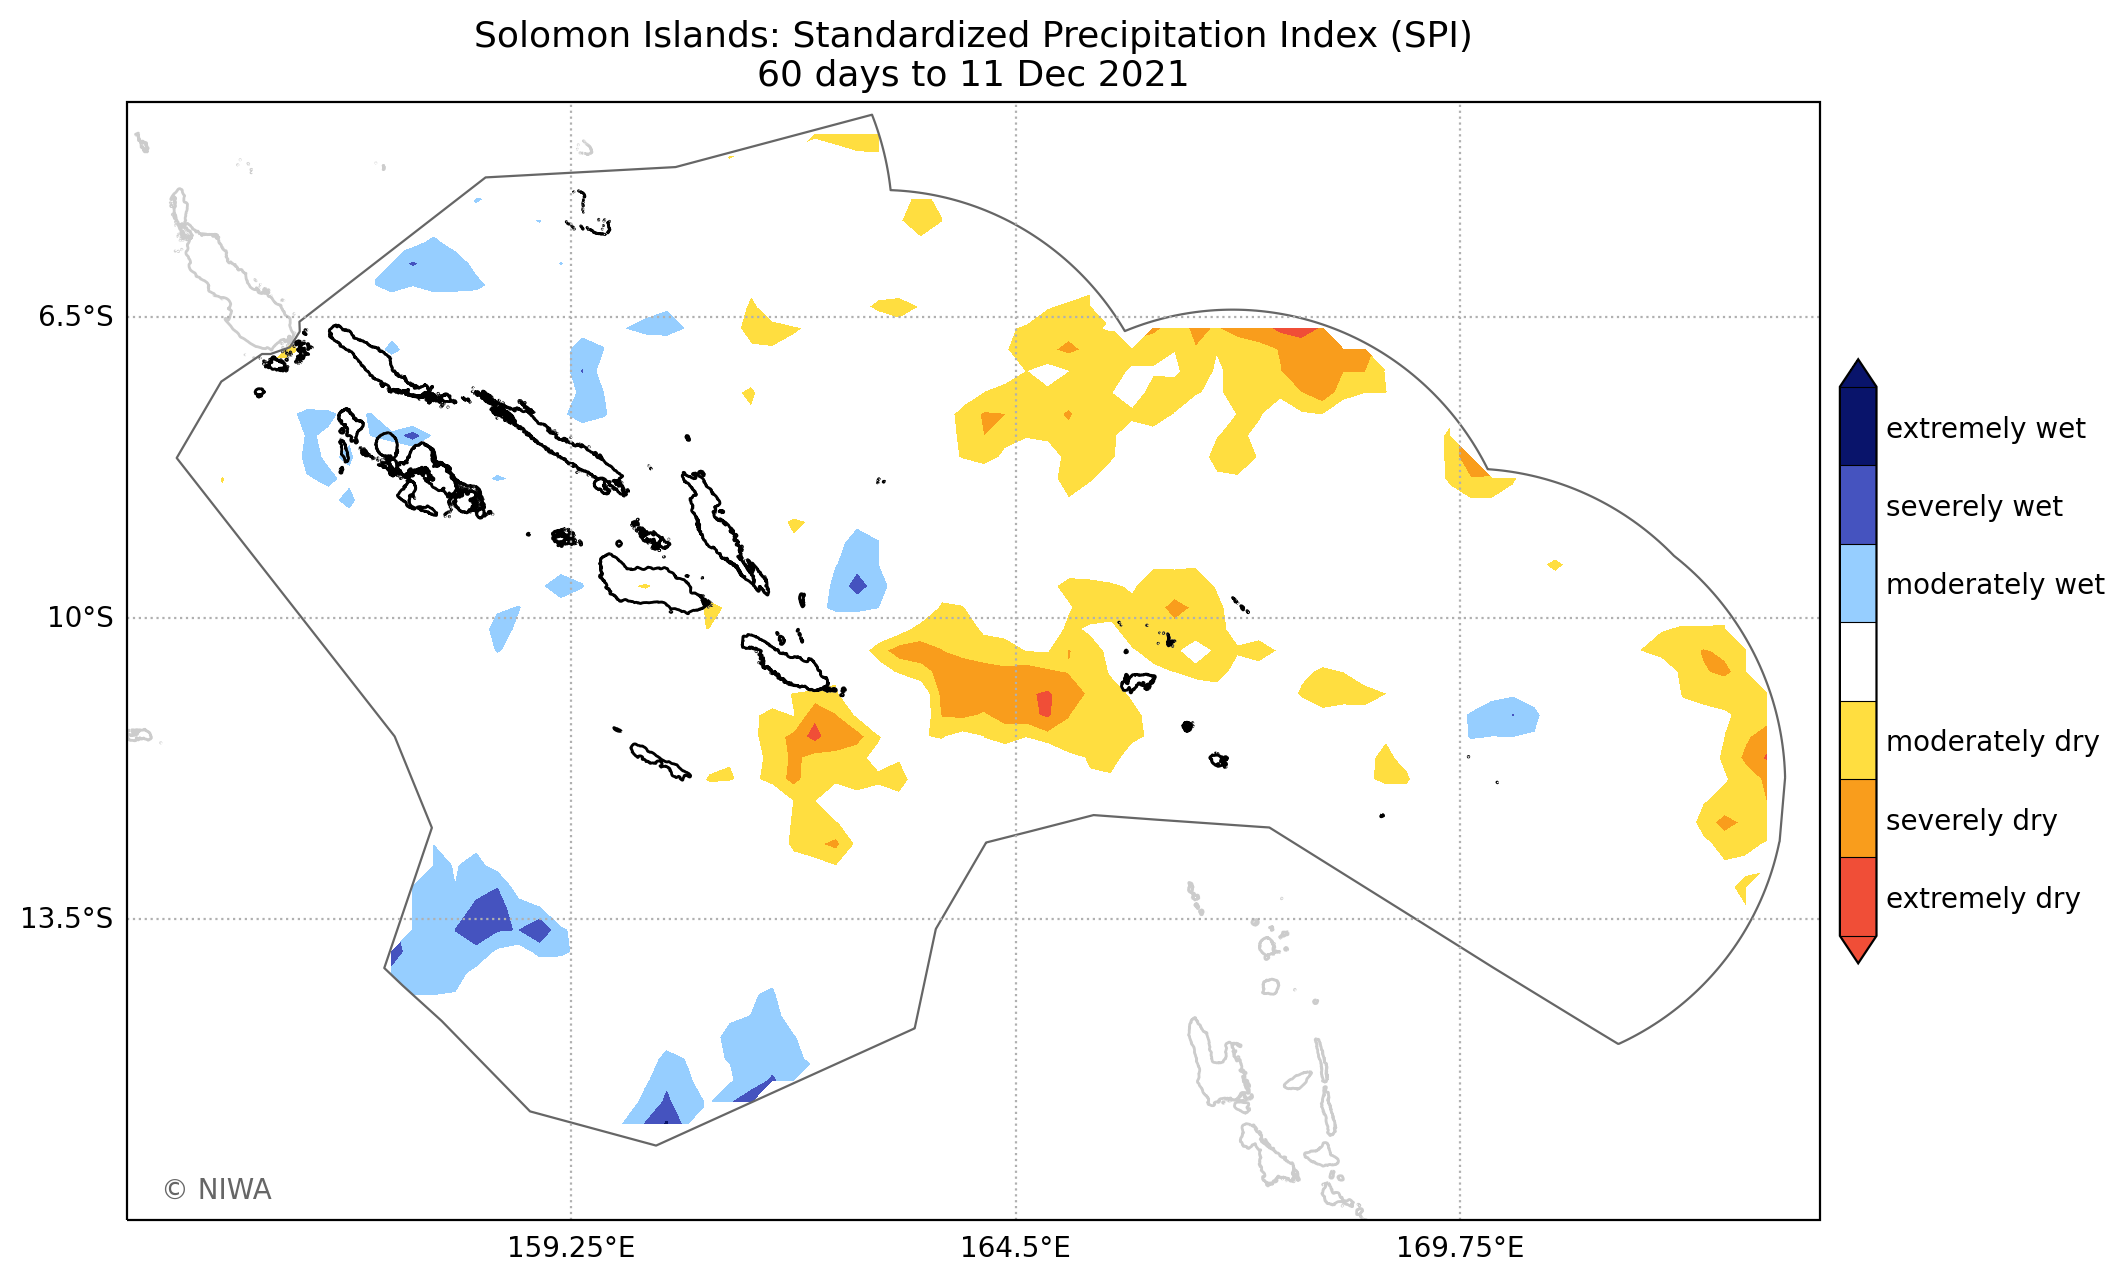 Solomon Islands: Standardized Precipitation Index (SPI)
60 days to 11 Dec 2021
6.5°S
10°S
13.5°S
159.25°E
164.5°E
169.75°E
extremely wet
severely wet
moderately wet
moderately dry
severely dry
extremely dry
© NIWA